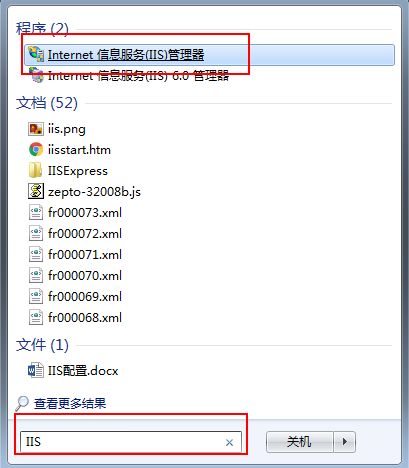 程序 (2)
Internet 信息服务(IIS)管理器
Internet 信息服务(IIS) 6.0 管理器
文档 (52)
iis.png
iisstart.htm
IISExpress
zepto-32008b.js
fr000073.xml
fr000072.xml
fr000071.xml
fr000070.xml
fr000069.xml
fr000068.xml
文件 (1)
IIS配置.docx
查看更多结果
IIS
关机